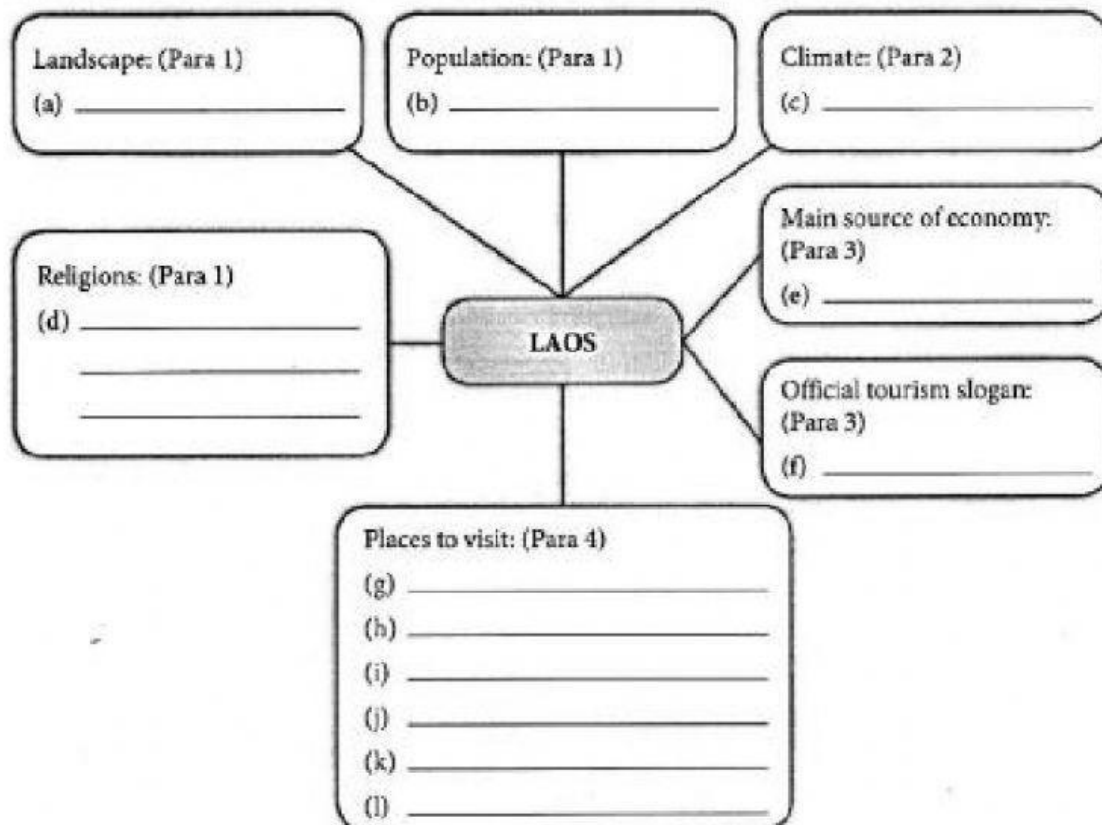 Landscape: (Para 1)
(a)
Population: (Para 1)
(b)
Climate: (Para 2)
(c)
Religions: (Para 1)
(d)
LAOS
Main source of economy:
(Para 3)
(e)
Official tourism slogan:
(Para 3)
(f)
Places to visit: (Para 4)
(g)
(h)
(i)
(j)
(k)
(l)